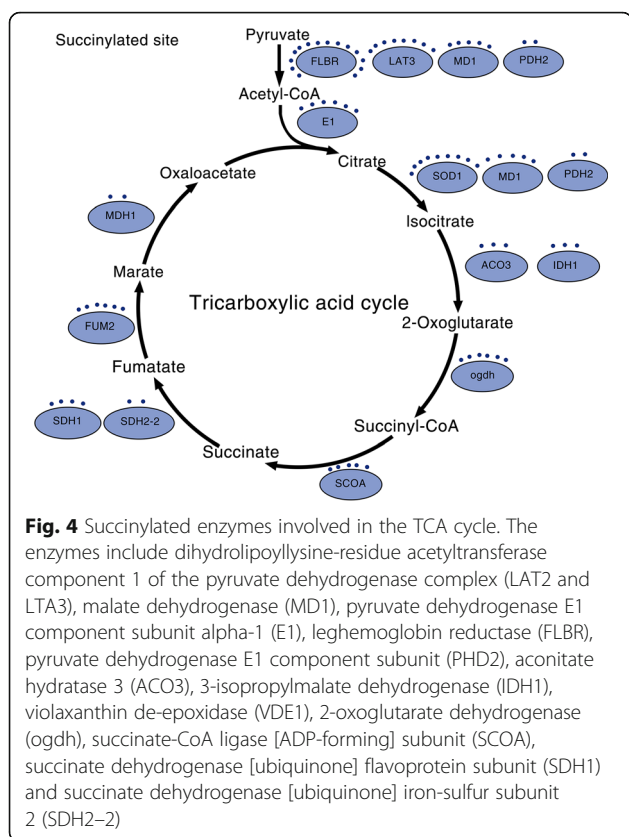 Succinylated site
Pyruvate
FLBR
LAT3
MD1
PDH2
Acetyl-CoA
E1
Oxaloacetate
Citrate
SOD1
MD1
PDH2
MDH1
Isocitrate
ACO3
IDH1
Marate
Tricarboxylic acid cycle
FUM2
2-Oxoglutarate
Fumatate
ogdh
SDH1
SDH2-2
Succinyl-CoA
Succinate
SCOA
Fig. 4 Succinylated enzymes involved in the TCA cycle. The
enzymes include dihydrolipoyllysine-residue acetyltransferase
component 1 of the pyruvate dehydrogenase complex (LAT2 and
LTA3), malate dehydrogenase (MD1), pyruvate dehydrogenase E1
component subunit alpha-1 (E1), leghemoglobin reductase (FLBR),
pyruvate dehydrogenase E1 component subunit (PHD2), aconitate
hydratase 3 (ACO3), 3-isopropylmalate dehydrogenase (IDH1),
violaxanthin de-epoxidase (VDE1), 2-oxoglutarate dehydrogenase
(ogdh), succinate-CoA ligase [ADP-forming] subunit (SCOA),
succinate dehydrogenase [ubiquinone] flavoprotein subunit (SDH1)
and succinate dehydrogenase [ubiquinone] iron-sulfur subunit
2 (SDH2–2)